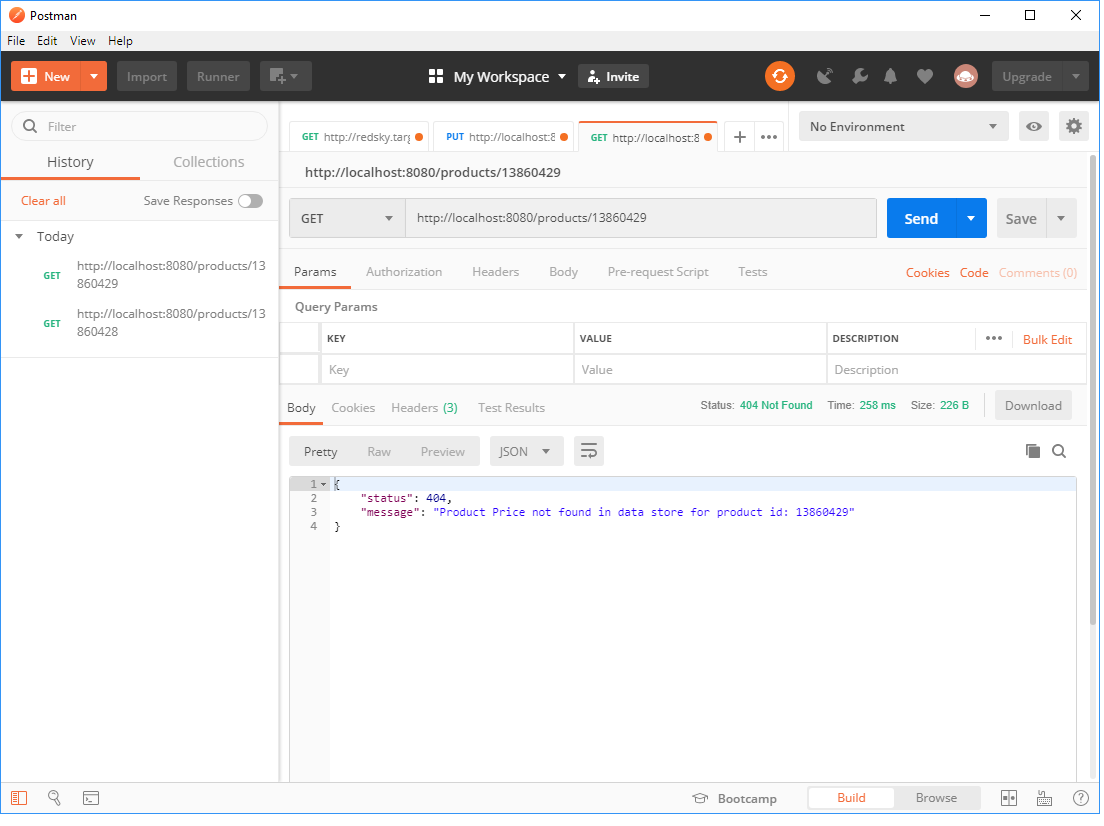 Postman
File Edit View Help
New Import Runner My Workspace Invite Upgrade
Filter
History Collections
Clear all Save Responses
Today
GET http://localhost:8080/products/13
860429
GET http://localhost:8080/products/13
860428
GET http://redsky.targ PUT http://localhost:8 GET http://localhost:8 No Environment
http://localhost:8080/products/13860429
GET http://localhost:8080/products/13860429 Send Save
Params Authorization Headers Body Pre-request Script Tests Cookies Code Comments (0)
Query Params
KEY VALUE DESCRIPTION Bulk Edit
Key Value Description
Body Cookies Headers (3) Test Results Status: 404 Not Found Time: 258 ms Size: 226 B Download
Pretty Raw Preview JSON
1 {
2 "status": 404,
3 "message": "Product Price not found in data store for product id: 13860429"
4 }
Bootcamp Build Browse